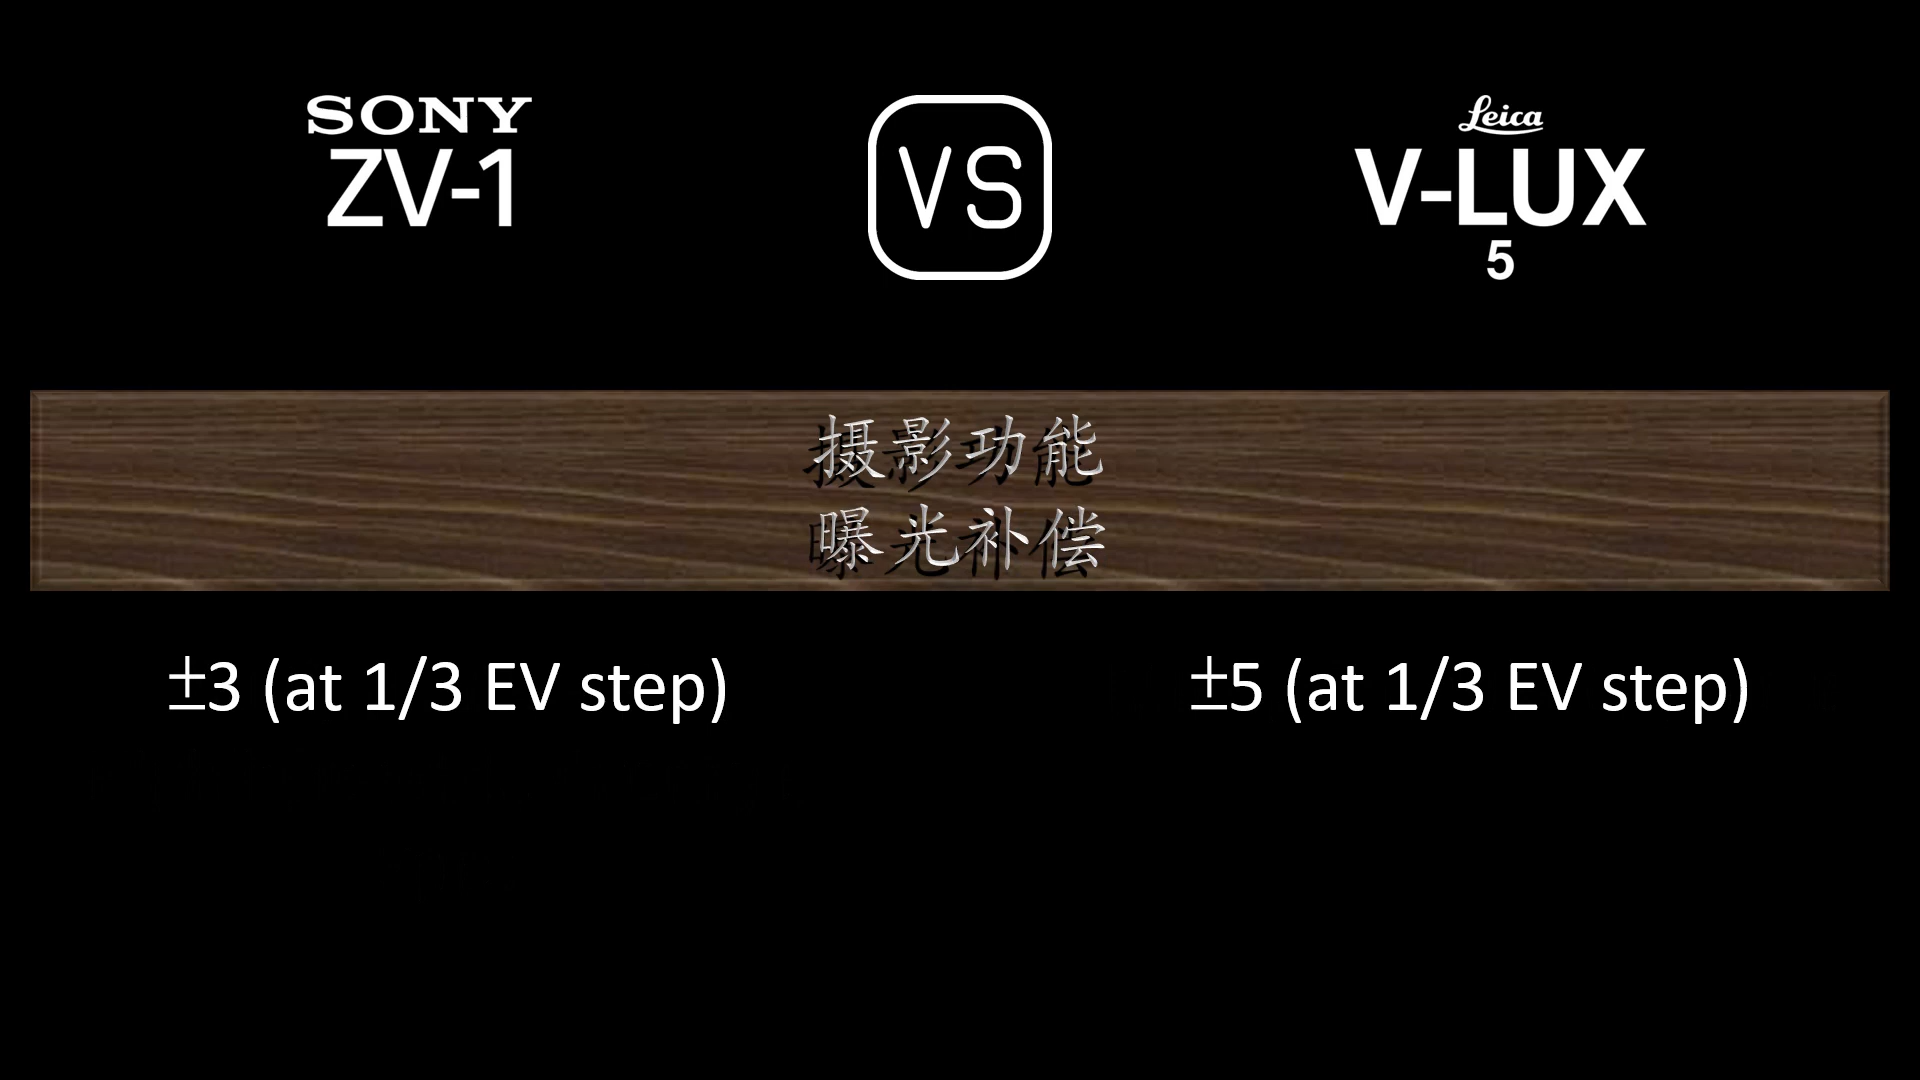 SONY
ZV-1
VS
Leica
V-LUX
5
摄影功能
曝光补偿
±3 (at 1/3 EV step)
±5 (at 1/3 EV step)